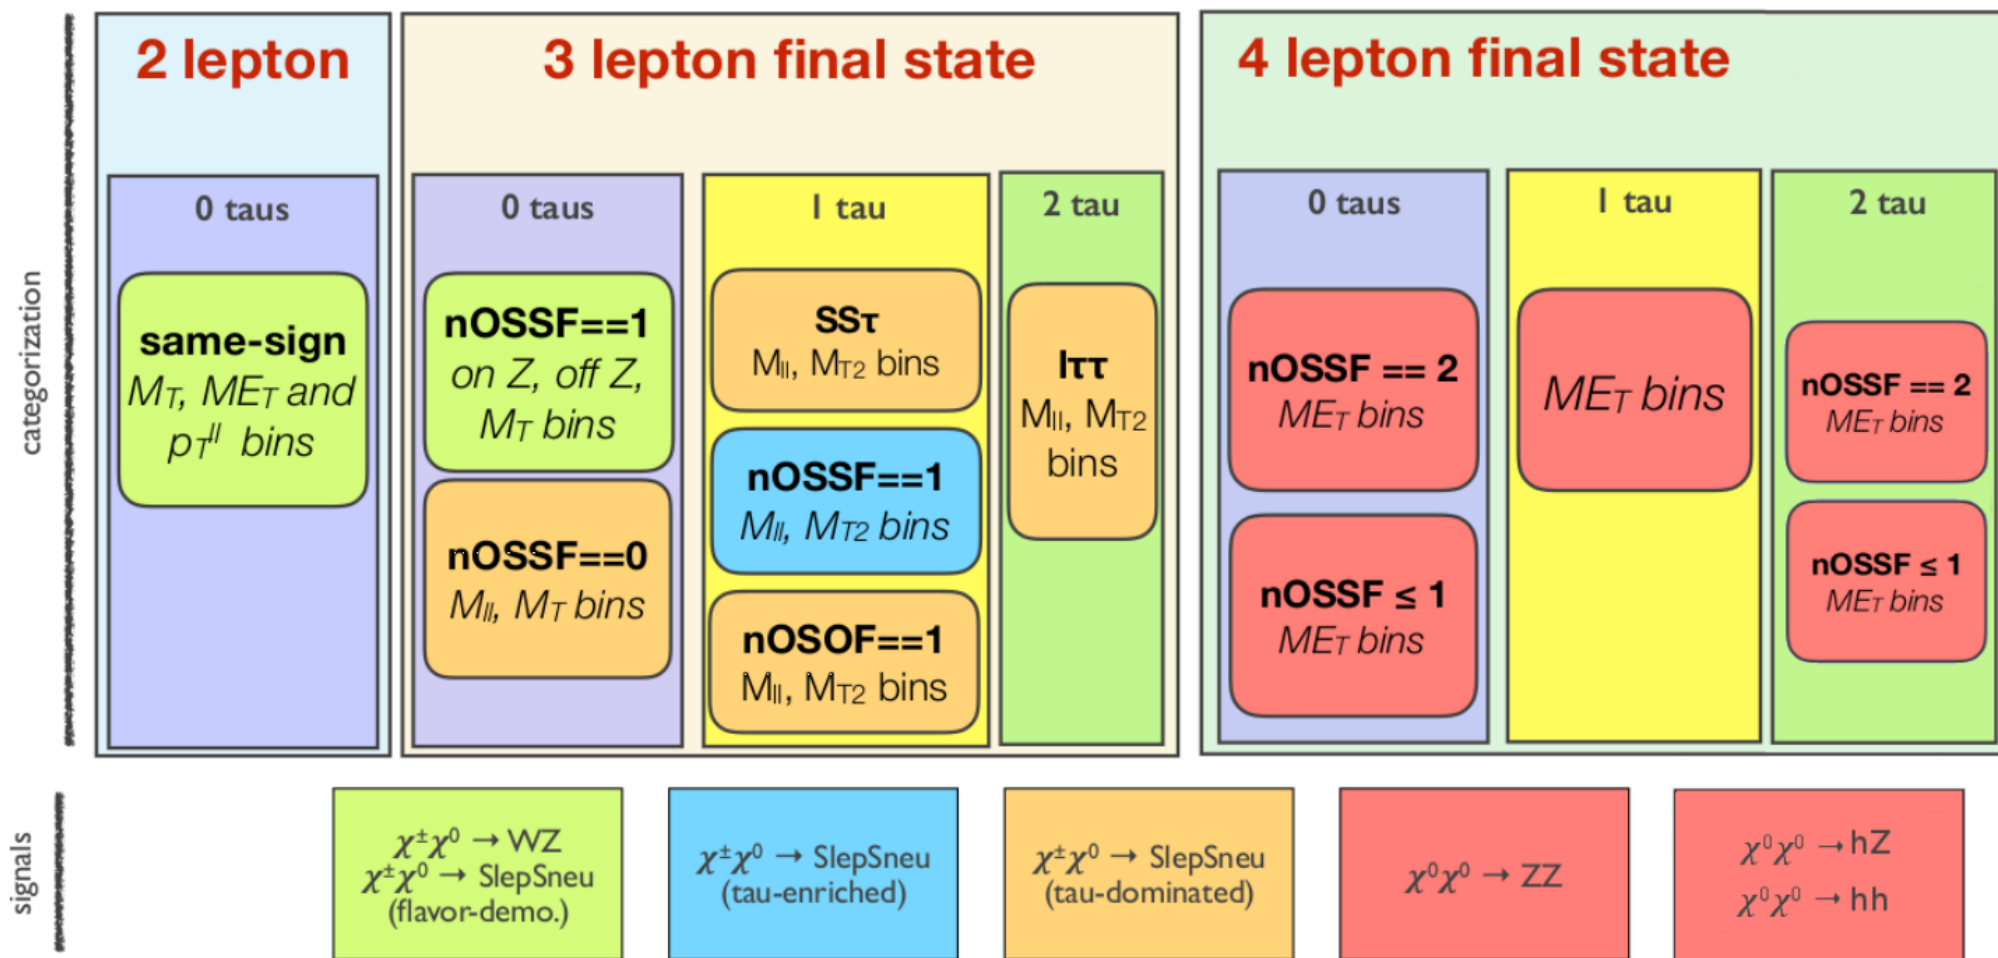 2 lepton
3 lepton final state
4 lepton final state
categorization
0 taus
same-sign
MT, MET and
pT^ll bins
0 taus
nOSSF==1
on Z, off Z,
MT bins
nOSSF==0
Mll, MT bins
1 tau
SSτ
Mll, MT2 bins
nOSSF==1
Mll, MT2 bins
nOSOF==1
Mll, MT2 bins
2 tau
lττ
Mll, MT2
bins
0 taus
nOSSF == 2
MET bins
nOSSF ≤ 1
MET bins
1 tau
MET bins
2 tau
nOSSF == 2
MET bins
nOSSF ≤ 1
MET bins
signals
χ±χ⁰ → WZ
χ±χ⁰ → SlepSneu
(flavor-demo.)
χ±χ⁰ → SlepSneu
(tau-enriched)
χ±χ⁰ → SlepSneu
(tau-dominated)
χ⁰χ⁰ → ZZ
χ⁰χ⁰ → hZ
χ⁰χ⁰ → hh